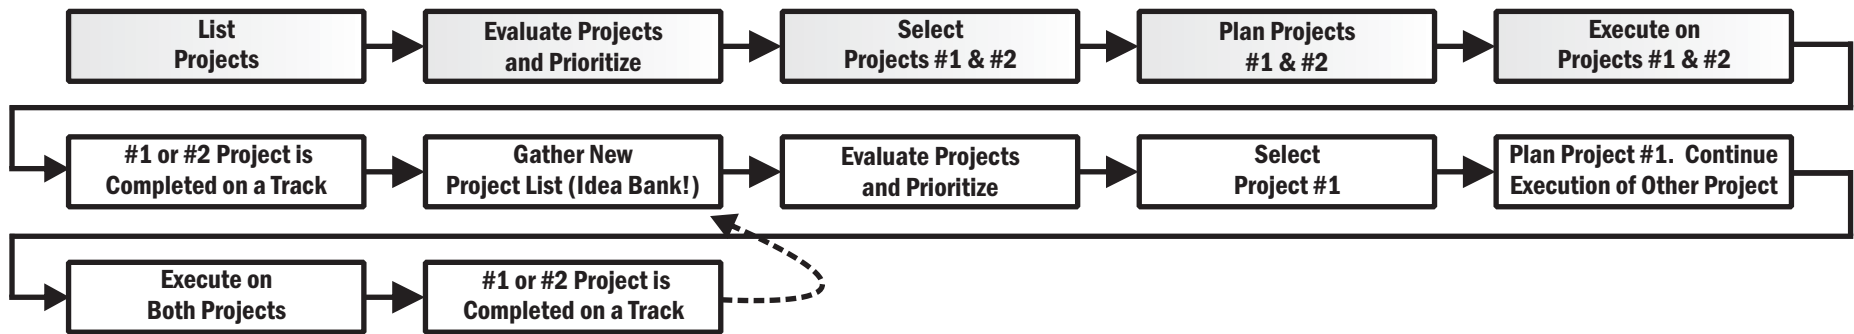 List
Projects
Evaluate Projects
and Prioritize
Select
Projects #1 & #2
Plan Projects
#1 & #2
Execute on
Projects #1 & #2
#1 or #2 Project is
Completed on a Track
Gather New
Project List (Idea Bank!)
Evaluate Projects
and Prioritize
Select
Project #1
Plan Project #1.  Continue
Execution of Other Project
Execute on
Both Projects
#1 or #2 Project is
Completed on a Track